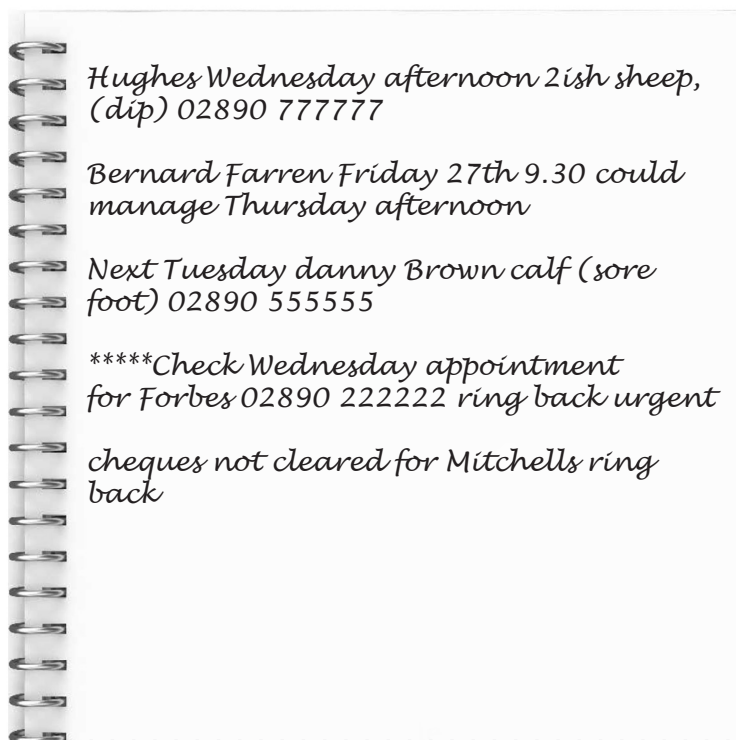 Hughes Wednesday afternoon 2ish sheep,
(dip) 02890 777777
Bernard Farren Friday 27th 9.30 could
manage Thursday afternoon
Next Tuesday danny Brown calf (sore
foot) 02890 555555
*****Check Wednesday appointment
for Forbes 02890 222222 ring back urgent
cheques not cleared for Mitchells ring
back